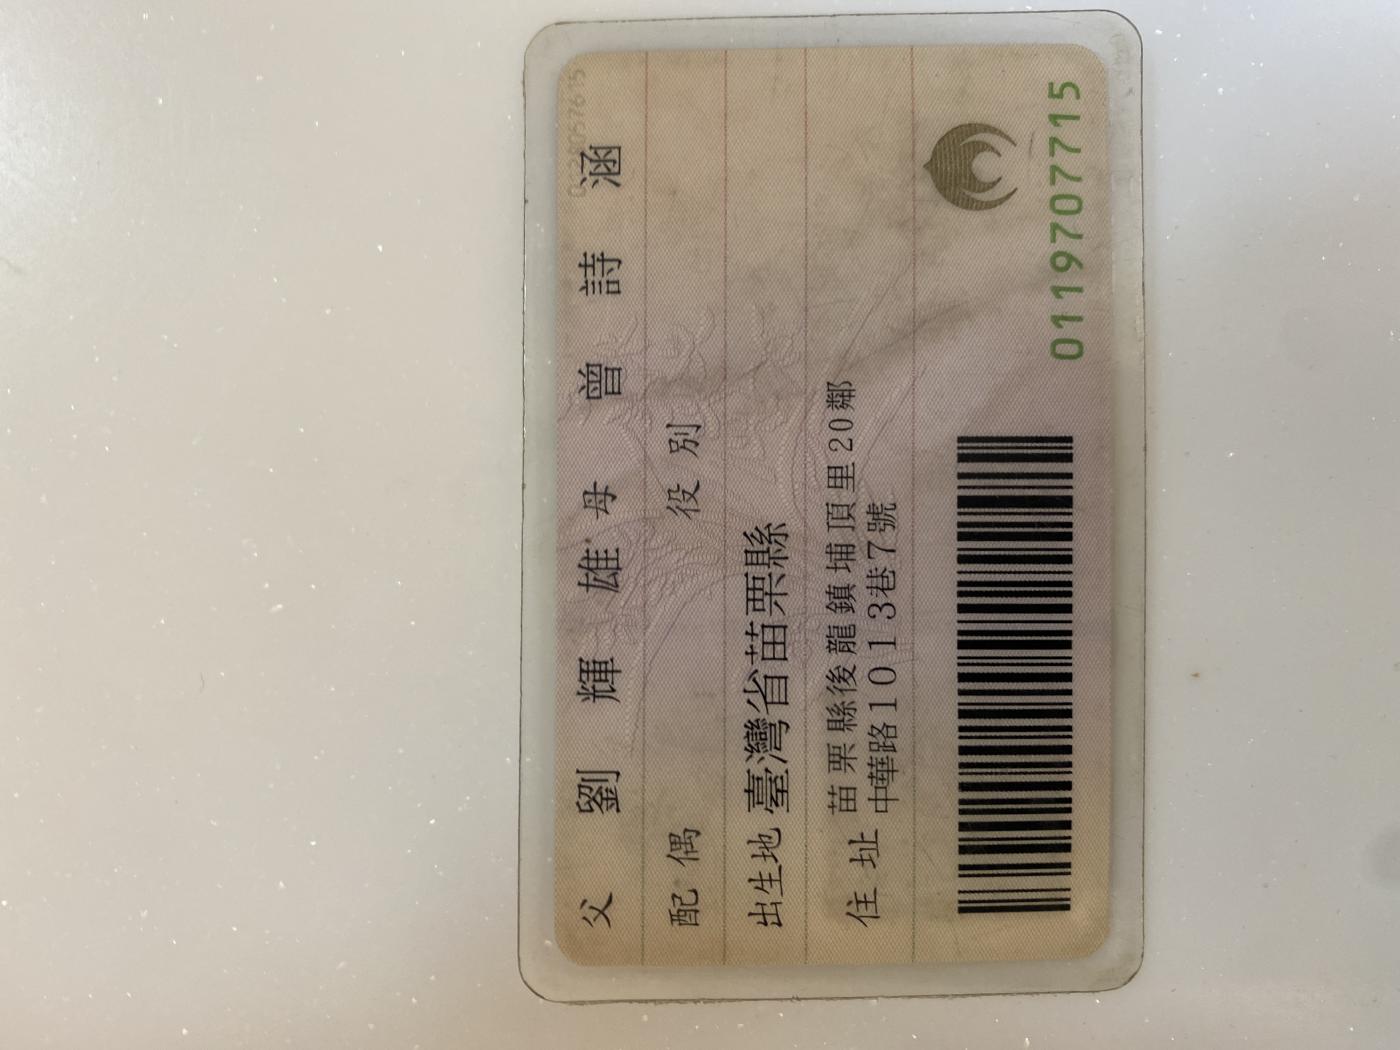 父 劉 輝 雄 母 曾 詩 涵
配偶 役別
出生地 臺灣省苗栗縣
住址 苗栗縣後龍鎮埔頂里20鄰
中華路1013巷7號
0119707715